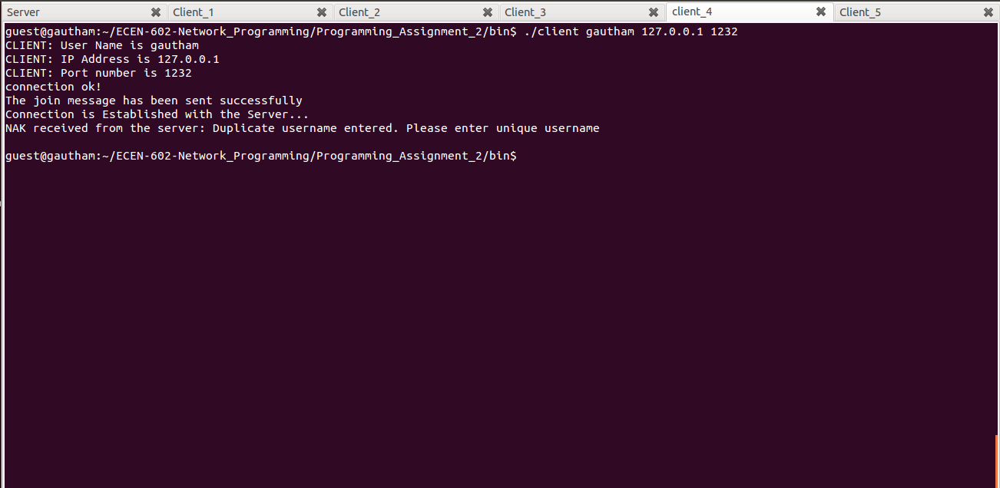 Server Client_1 Client_2 Client_3 client_4 Client_5
guest@gautham:~/ECEN-602-Network_Programming/Programming_Assignment_2/bin$ ./client gautham 127.0.0.1 1232
CLIENT: User Name is gautham
CLIENT: IP Address is 127.0.0.1
CLIENT: Port number is 1232
connection ok!
The join message has been sent successfully
Connection is Established with the Server...
NAK received from the server: Duplicate username entered. Please enter unique username
guest@gautham:~/ECEN-602-Network_Programming/Programming_Assignment_2/bin$